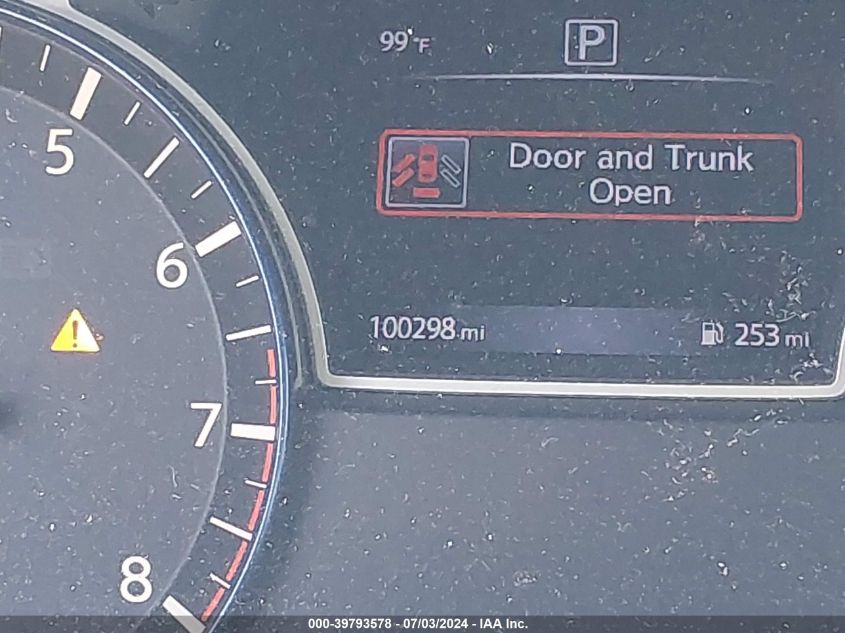 99°F P
Door and Trunk
Open
100298 mi 253 mi
5
6
7
8
000-39793578 - 07/03/2024 - IAA Inc.